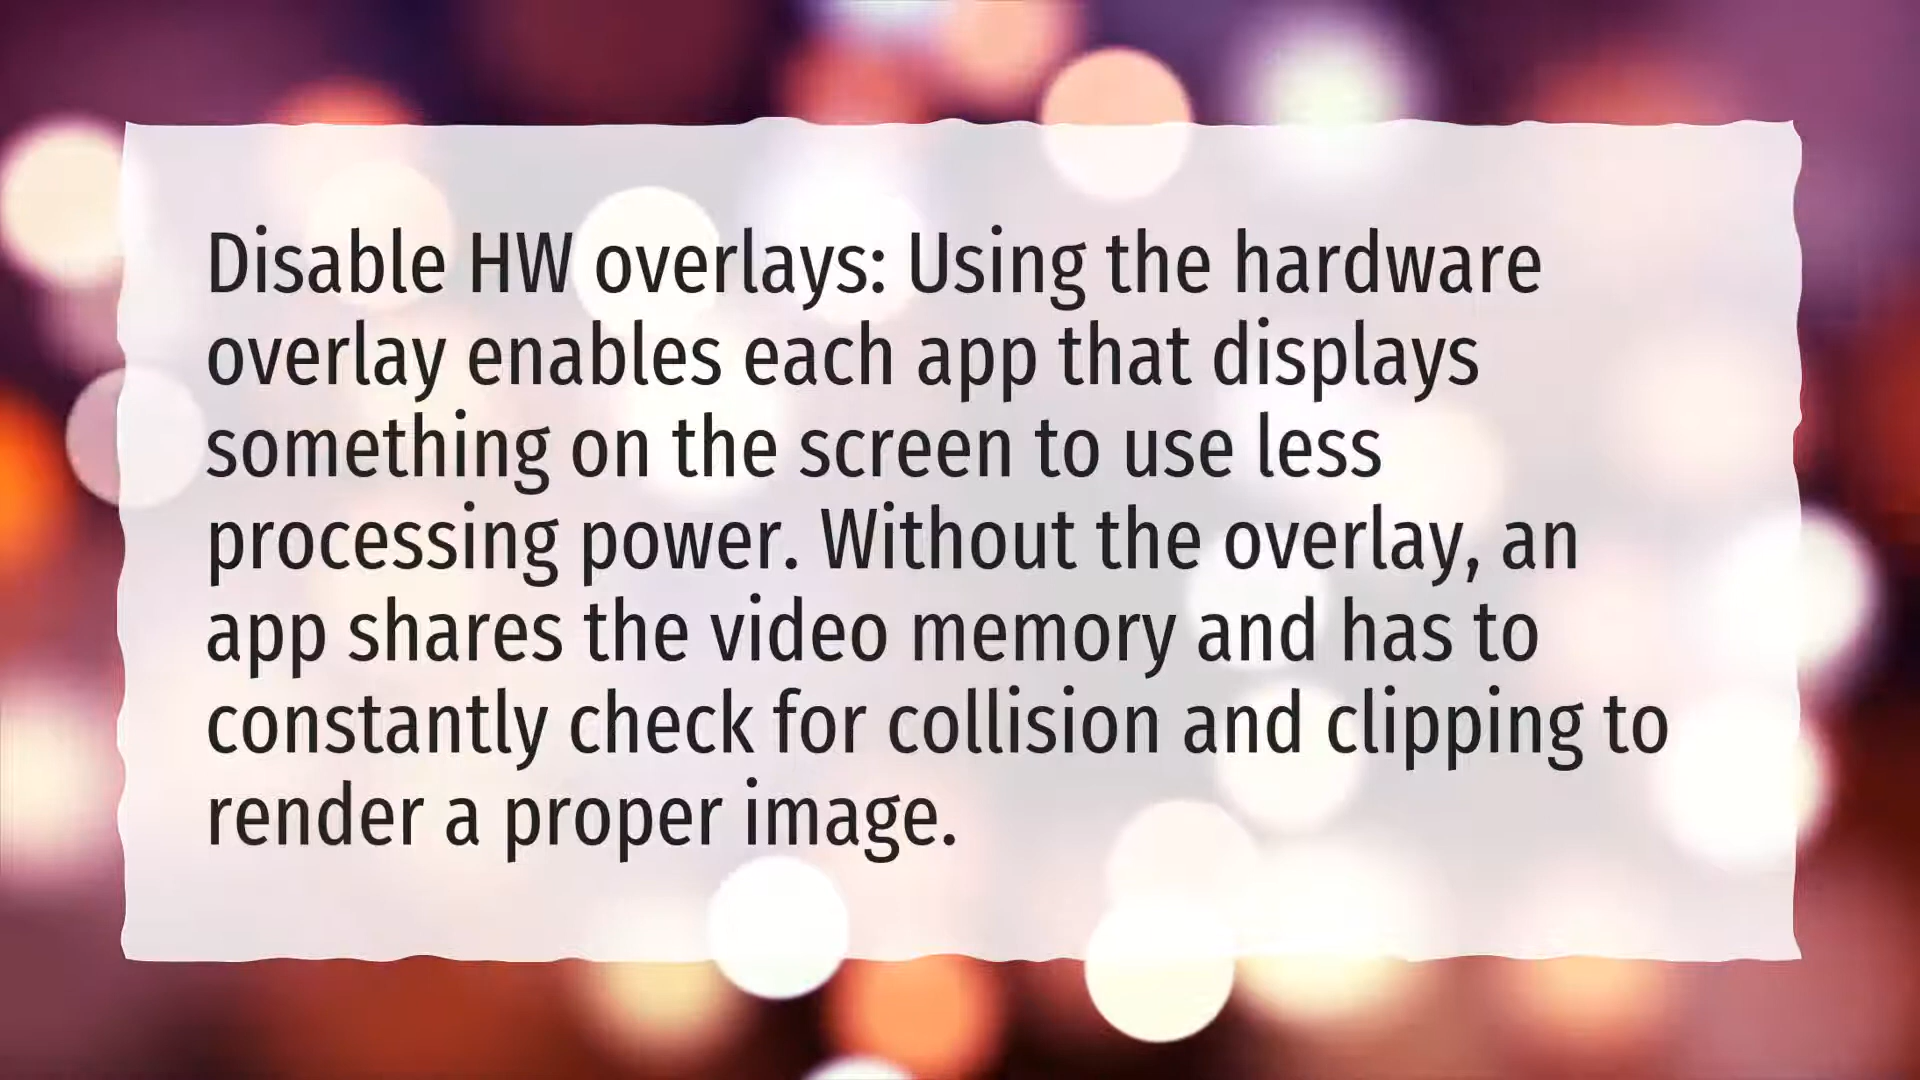 Disable HW overlays: Using the hardware
overlay enables each app that displays
something on the screen to use less
processing power. Without the overlay, an
app shares the video memory and has to
constantly check for collision and clipping to
render a proper image.